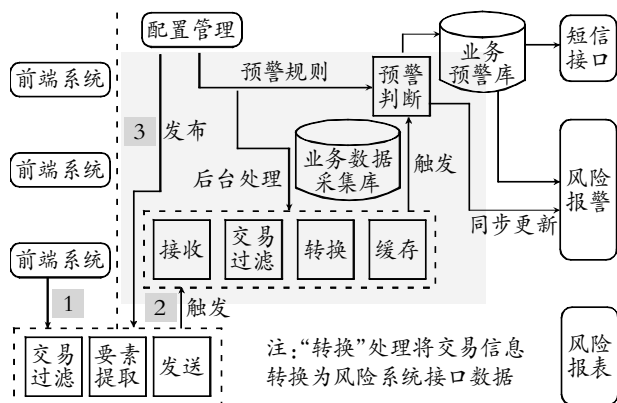 配置管理
业务
预警库
短信
接口
前端系统
预警规则
预警
判断
3 发布
业务数据
采集库
触发
前端系统
后台处理
风险
报警
同步更新
接收
交易
过滤
转换
缓存
前端系统
1
2 触发
交易
过滤
要素
提取
发送
注:“转换”处理将交易信息
转换为风险系统接口数据
风险
报表